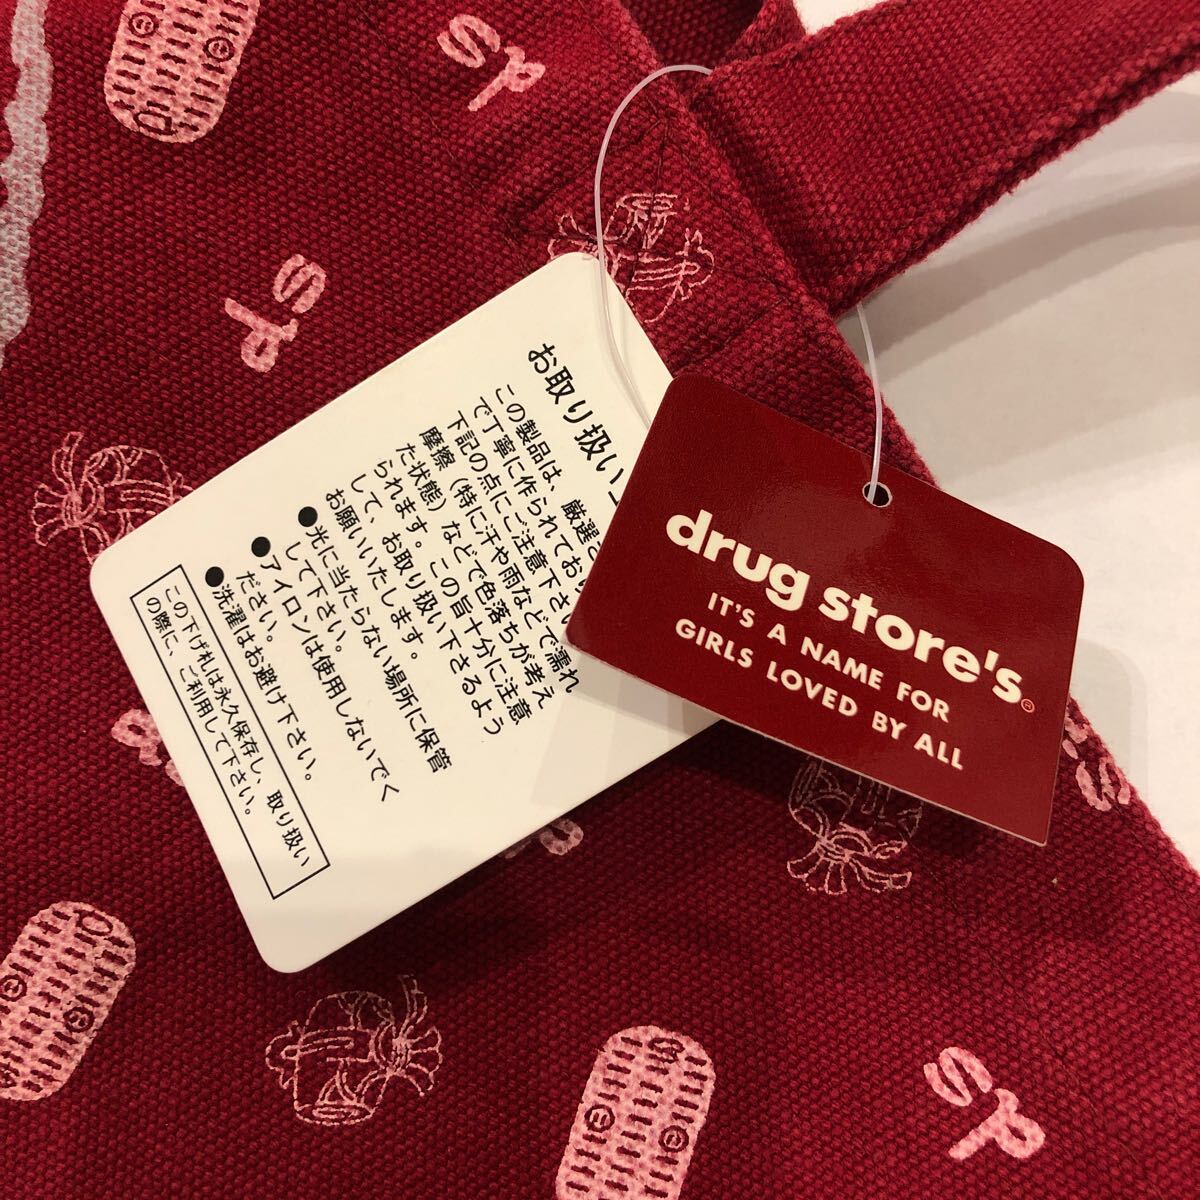 お取り扱い上
この製品は、厳選さ
で丁寧に作られており
下記の点にご注意下さい
摩擦（特に汗や雨などで濡れ
た状態）などで色落ちが考え
られます。この旨十分に注意
して、お取り扱い下さるよう
お願いいたします。
●光に当たらない場所に保管
して下さい。
●アイロンは使用しないでく
ださい。
●洗濯はお避け下さい。
この下げ札は永久保存し、取り扱い
の際に、ご利用して下さい。
drug store's®
IT'S A NAME FOR
GIRLS LOVED BY ALL